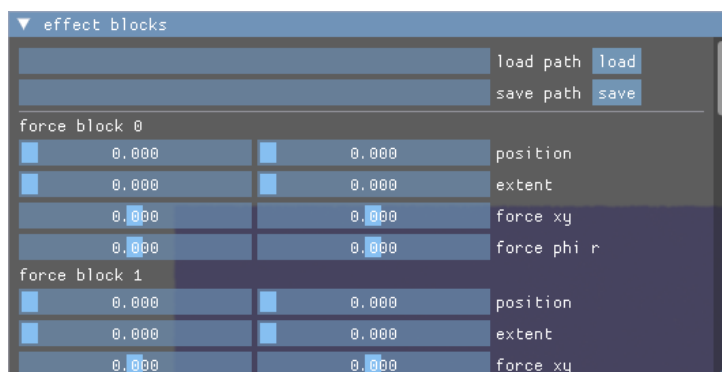 ▼ effect blocks
load path load
save path save
force block 0
0.000 0.000 position
0.000 0.000 extent
0.000 0.000 force xy
0.000 0.000 force phi r
force block 1
0.000 0.000 position
0.000 0.000 extent
0.000 0.000 force xy